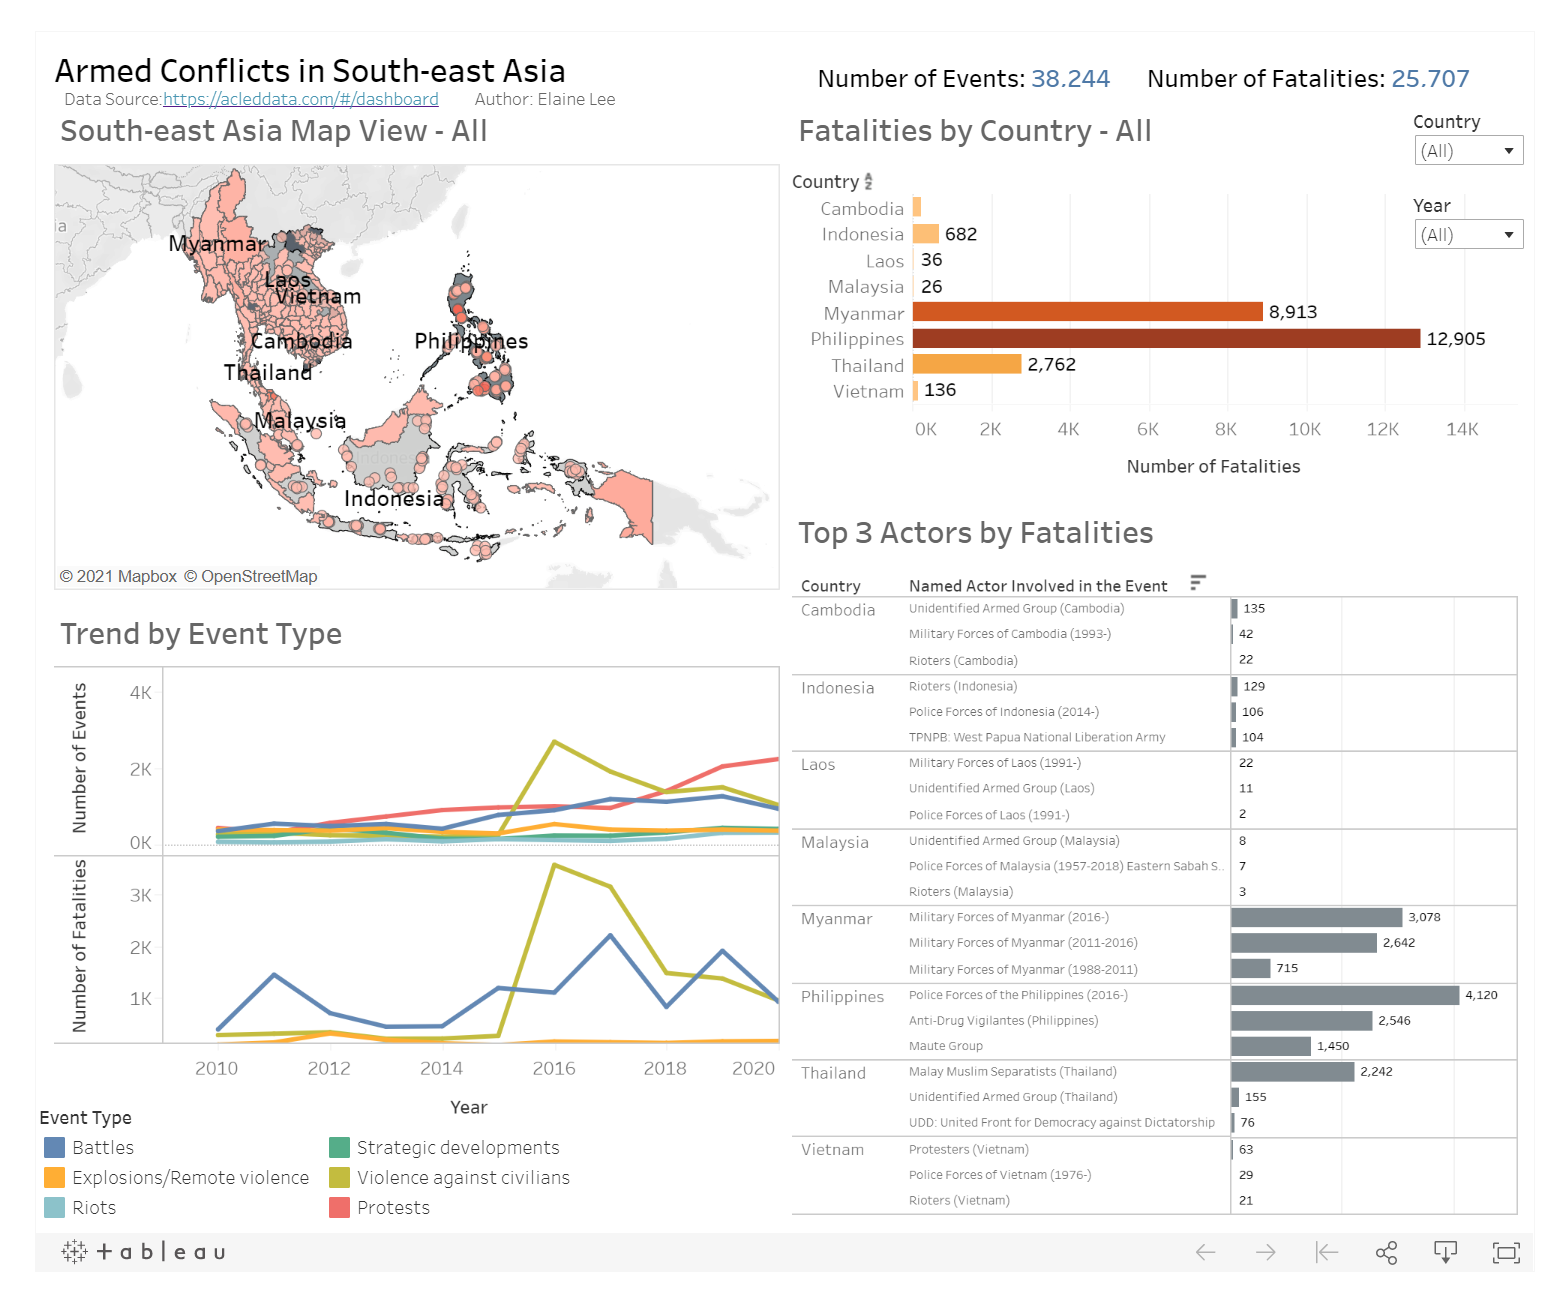 Armed Conflicts in South-east Asia
Data Source:https://acleddata.com/#/dashboard Author: Elaine Lee
Number of Events: 38,244 Number of Fatalities: 25,707
South-east Asia Map View - All
Myanmar
Laos
Vietnam
Cambodia
Philippines
Thailand
Malaysia
Indonesia
Indonesia
© 2021 Mapbox © OpenStreetMap
Fatalities by Country - All
Country
(All)
Year
(All)
Country
Cambodia
Indonesia 682
Laos 36
Malaysia 26
Myanmar 8,913
Philippines 12,905
Thailand 2,762
Vietnam 136
0K 2K 4K 6K 8K 10K 12K 14K
Number of Fatalities
Trend by Event Type
Number of Events
4K
2K
0K
Number of Fatalities
3K
2K
1K
2010 2012 2014 2016 2018 2020
Year
Event Type
Battles
Explosions/Remote violence
Riots
Strategic developments
Violence against civilians
Protests
Top 3 Actors by Fatalities
Country Named Actor Involved in the Event
Cambodia Unidentified Armed Group (Cambodia) 135
Military Forces of Cambodia (1993-) 42
Rioters (Cambodia) 22
Indonesia Rioters (Indonesia) 129
Police Forces of Indonesia (2014-) 106
TPNPB: West Papua National Liberation Army 104
Laos Military Forces of Laos (1991-) 22
Unidentified Armed Group (Laos) 11
Police Forces of Laos (1991-) 2
Malaysia Unidentified Armed Group (Malaysia) 8
Police Forces of Malaysia (1957-2018) Eastern Sabah S.. 7
Rioters (Malaysia) 3
Myanmar Military Forces of Myanmar (2016-) 3,078
Military Forces of Myanmar (2011-2016) 2,642
Military Forces of Myanmar (1988-2011) 715
Philippines Police Forces of the Philippines (2016-) 4,120
Anti-Drug Vigilantes (Philippines) 2,546
Maute Group 1,450
Thailand Malay Muslim Separatists (Thailand) 2,242
Unidentified Armed Group (Thailand) 155
UDD: United Front for Democracy against Dictatorship 76
Vietnam Protesters (Vietnam) 63
Police Forces of Vietnam (1976-) 29
Rioters (Vietnam) 21
+ a b l e a u